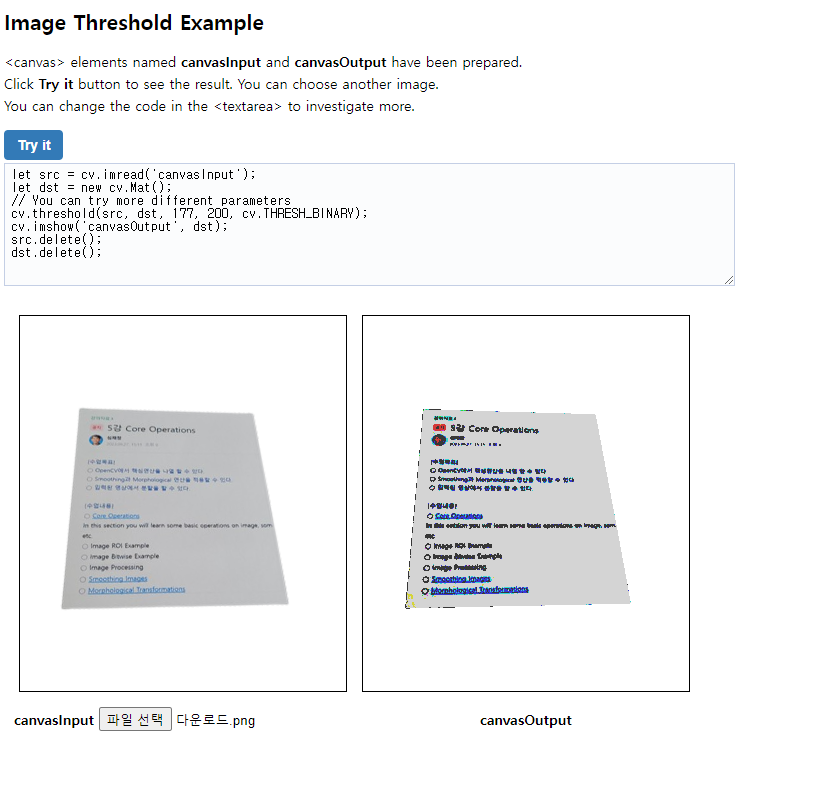 Image Threshold Example
<canvas> elements named canvasInput and canvasOutput have been prepared.
Click Try it button to see the result. You can choose another image.
You can change the code in the <textarea> to investigate more.
Try it
let src = cv.imread('canvasInput');
let dst = new cv.Mat();
// You can try more different parameters
cv.threshold(src, dst, 177, 200, cv.THRESH_BINARY);
cv.imshow('canvasOutput', dst);
src.delete();
dst.delete();
5강 Core Operations
(수업목표)
OpenCV에서 핵심연산을 나열 할 수 있다
Smoothing과 Morphological 연산을 적용할 수 있다
입력된 영상에서 분할을 할 수 있다
(수업내용)
Core Operations
In this section you will learn some basic operations on image, som
etc
Image ROI Example
Image Bitwise Example
Image Processing
Smoothing Images
Morphological Transformations
5강 Core Operations
(수업목표)
OpenCV에서 핵심연산을 나열 할 수 있다
Smoothing과 Morphological 연산을 적용할 수 있다
입력된 영상에서 분할을 할 수 있다
(수업내용)
Core Operations
In this section you will learn some basic operations on image, som
etc
Image ROI Example
Image Bitwise Example
Image Processing
Smoothing Images
Morphological Transformations
canvasInput 파일 선택 다운로드.png
canvasOutput